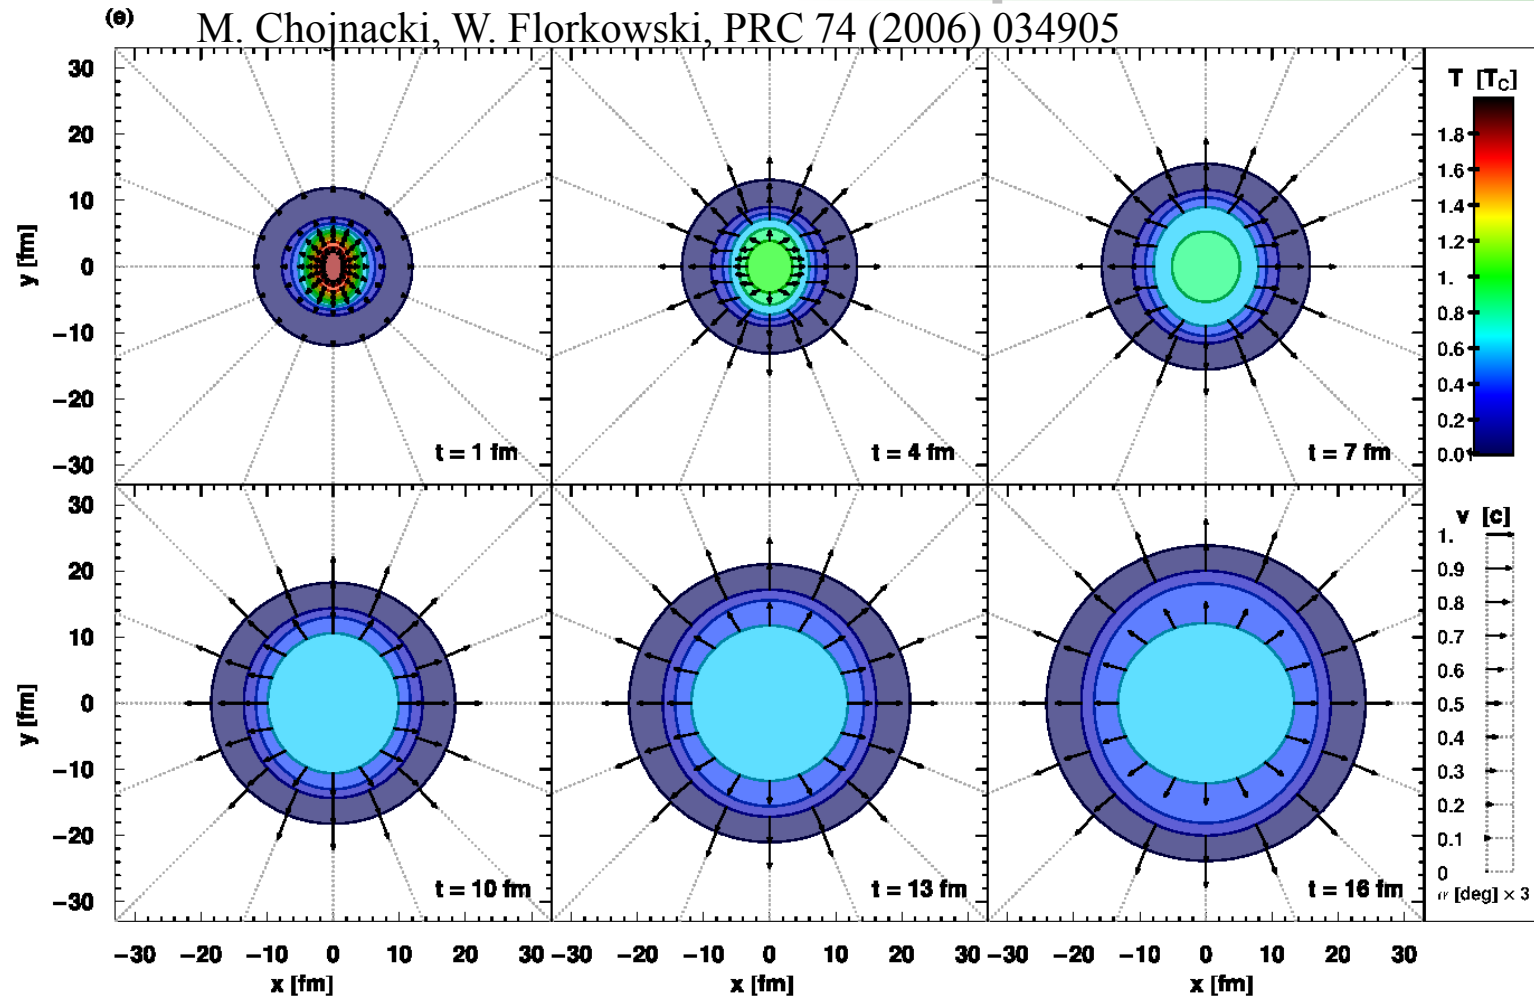 (e)
M. Chojnacki, W. Florkowski, PRC 74 (2006) 034905
y [fm]
30
20
10
0
−10
−20
−30
t = 1 fm
t = 4 fm
t = 7 fm
T [T_C]
1.8
1.6
1.4
1.2
1.
0.8
0.6
0.4
0.2
0.0
y [fm]
30
20
10
0
−10
−20
−30
t = 10 fm
t = 13 fm
t = 16 fm
v [c]
1.
0.9
0.8
0.7
0.6
0.5
0.4
0.3
0.2
0.1
0
[deg] × 3
−30 −20 −10 0 10 20 30 −30 −20 −10 0 10 20 30 −30 −20 −10 0 10 20 30
x [fm] x [fm] x [fm]